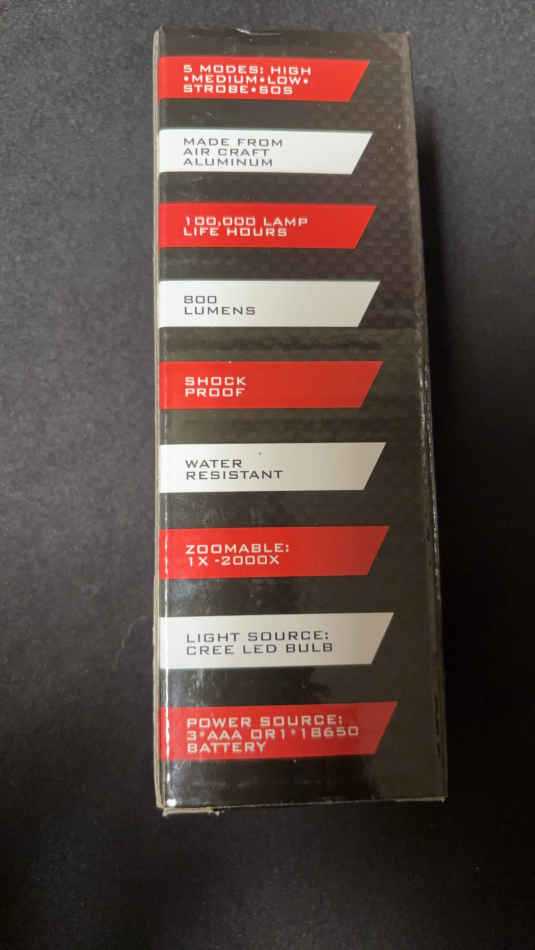 5 MODES: HIGH
•MEDIUM•LOW•
STROBE•SOS
MADE FROM
AIR CRAFT
ALUMINUM
100,000 LAMP
LIFE HOURS
800
LUMENS
SHOCK
PROOF
WATER
RESISTANT
ZOOMABLE:
1X -2000X
LIGHT SOURCE:
CREE LED BULB
POWER SOURCE:
3*AAA OR1*18650
BATTERY